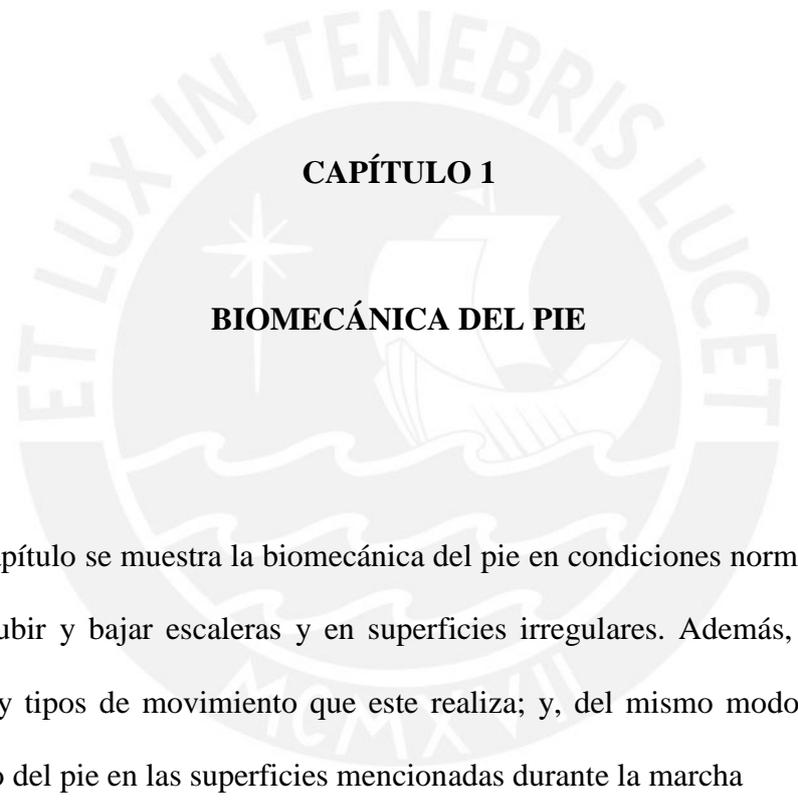 ET LUX IN TENEBRIS LUCET
CAPÍTULO 1
BIOMECÁNICA DEL PIE
pítulo se muestra la biomecánica del pie en condiciones norm
ubir y bajar escaleras y en superficies irregulares. Además,
y tipos de movimiento que este realiza; y, del mismo modo
o del pie en las superficies mencionadas durante la marcha
MCMXVII